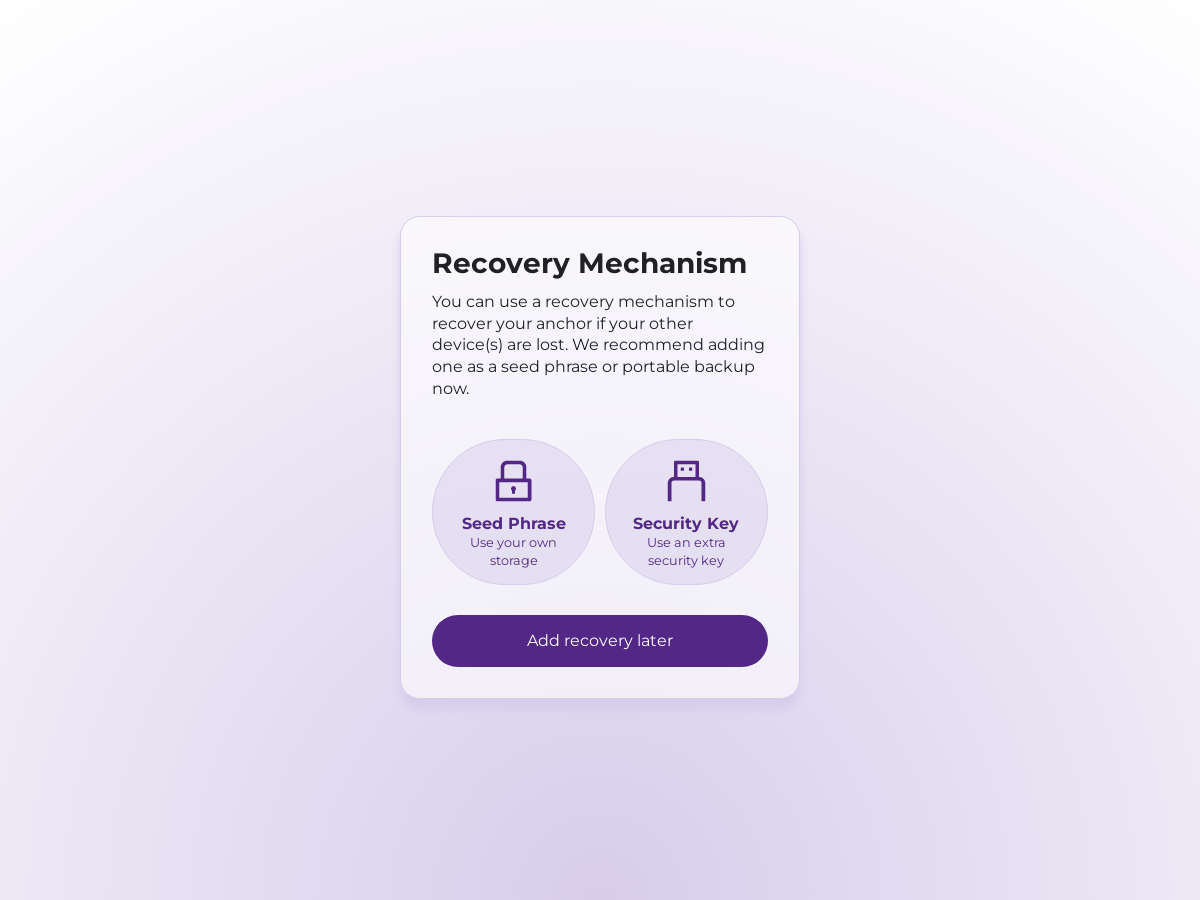 Recovery Mechanism
You can use a recovery mechanism to
recover your anchor if your other
device(s) are lost. We recommend adding
one as a seed phrase or portable backup
now.
Seed Phrase
Use your own
storage
Security Key
Use an extra
security key
Add recovery later